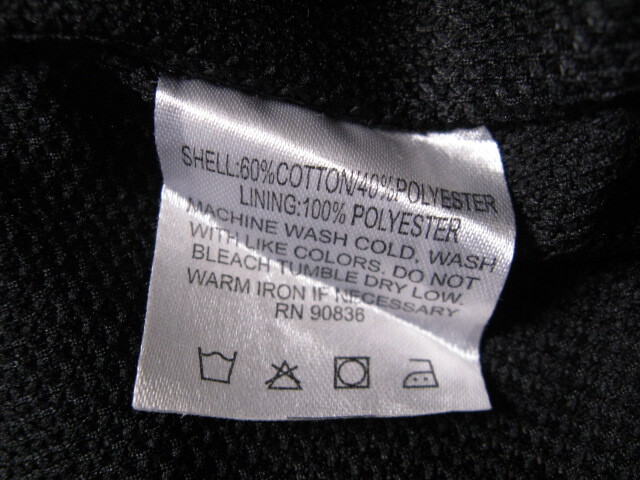 SHELL:60%COTTON/40%POLYESTER
LINING:100% POLYESTER
MACHINE WASH COLD, WASH
WITH LIKE COLORS, DO NOT
BLEACH TUMBLE DRY LOW.
WARM IRON IF NECESSARY
RN 90836